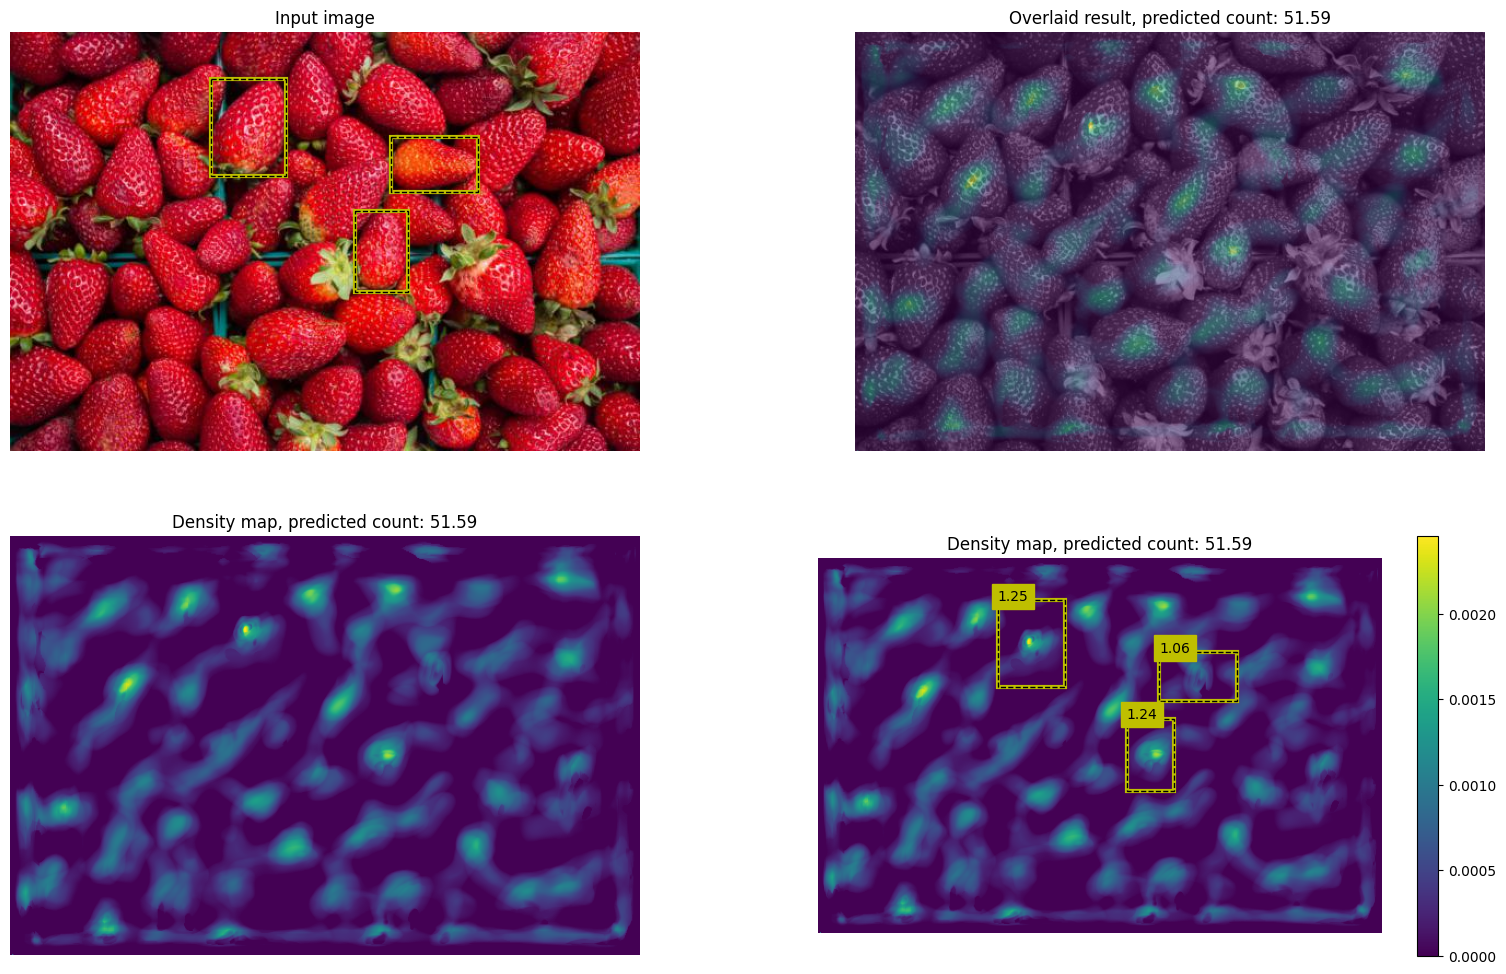 Input image
Overlaid result, predicted count: 51.59
Density map, predicted count: 51.59
Density map, predicted count: 51.59
1.25
1.06
1.24
0.0020
0.0015
0.0010
0.0005
0.0000